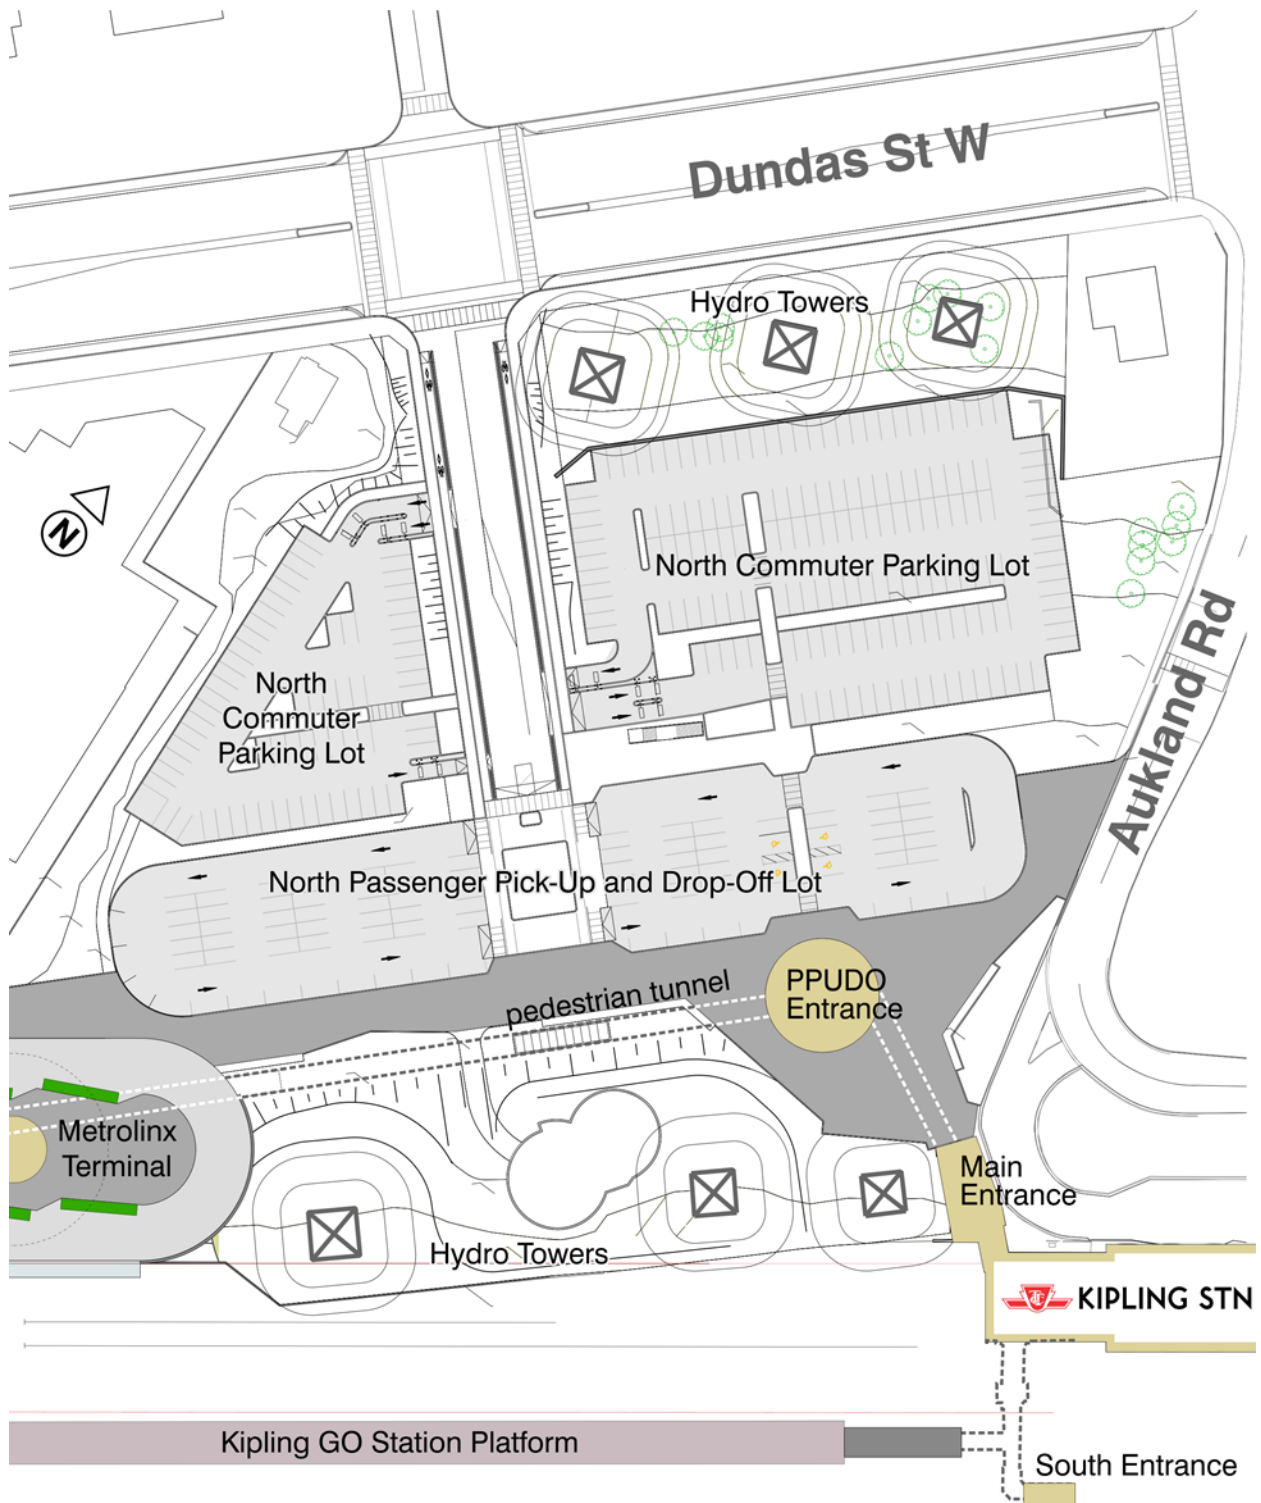 Dundas St W
Hydro Towers
N
North Commuter Parking Lot
North
Commuter
Parking Lot
Aukland Rd
North Passenger Pick-Up and Drop-Off Lot
pedestrian tunnel
PPUDO
Entrance
Metrolinx
Terminal
Main
Entrance
Hydro Towers
TTC
KIPLING STN
Kipling GO Station Platform
South Entrance